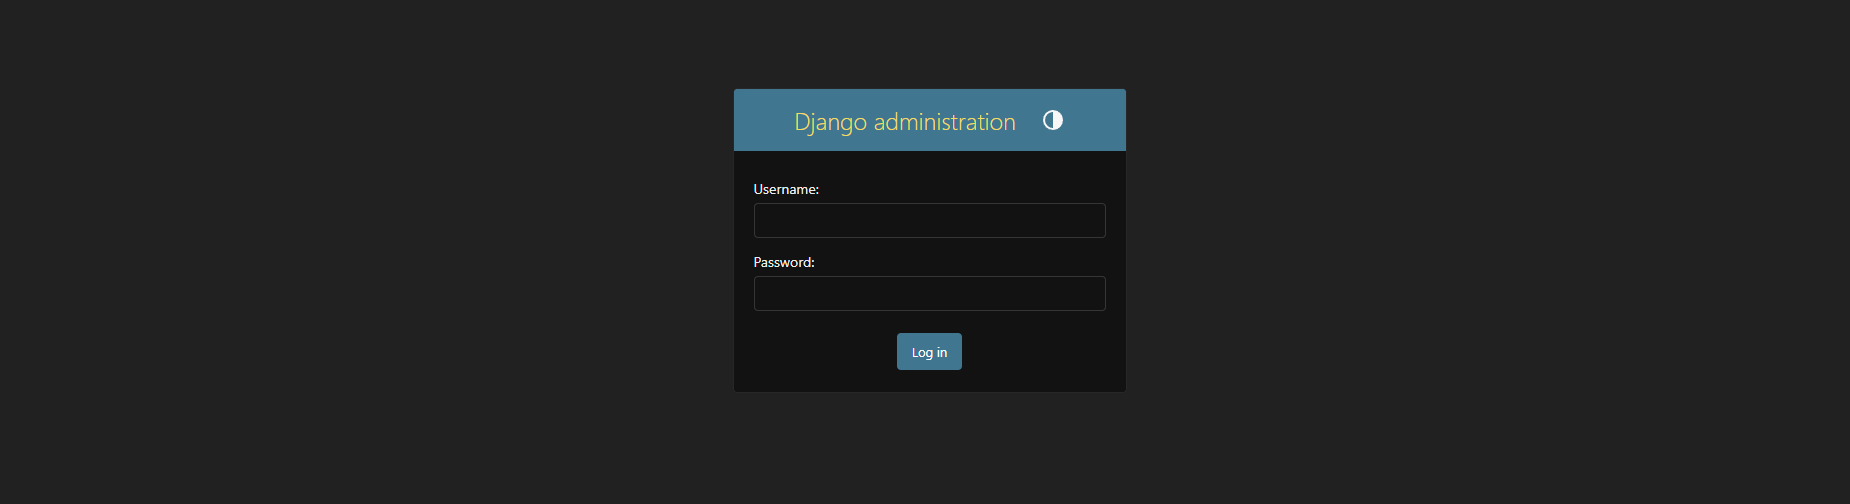 Django administration
Username:
Password:
Log in